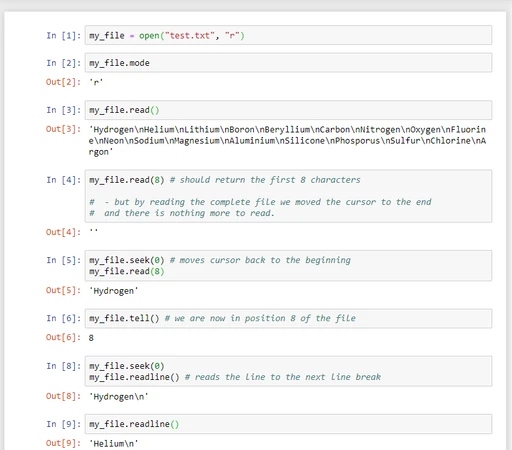 In [1]: my_file = open("test.txt", "r")
In [2]: my_file.mode
Out[2]: 'r'
In [3]: my_file.read()
Out[3]: 'Hydrogen\nHelium\nLithium\nBoron\nBeryllium\nCarbon\nNitrogen\nOxygen\nFluorin
e\nNeon\nSodium\nMagnesium\nAluminium\nSilicone\nPhosporus\nSulfur\nChlorine\nA
rgon'
In [4]: my_file.read(8) # should return the first 8 characters
#  - but by reading the complete file we moved the cursor to the end
#  and there is nothing more to read.
Out[4]: ''
In [5]: my_file.seek(0) # moves cursor back to the beginning
my_file.read(8)
Out[5]: 'Hydrogen'
In [6]: my_file.tell() # we are now in position 8 of the file
Out[6]: 8
In [8]: my_file.seek(0)
my_file.readline() # reads the line to the next line break
Out[8]: 'Hydrogen\n'
In [9]: my_file.readline()
Out[9]: 'Helium\n'